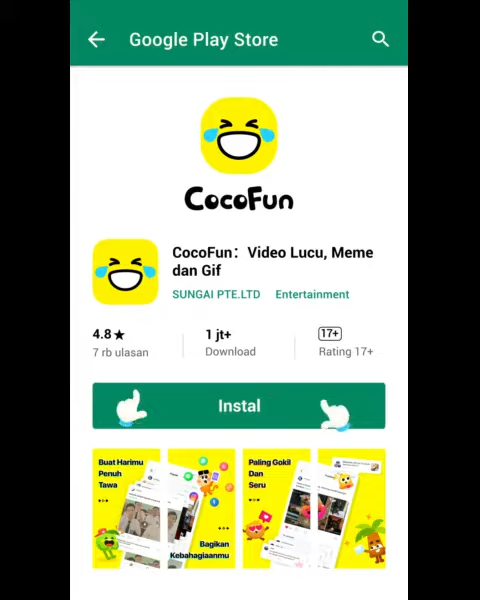 Google Play Store
CocoFun
CocoFun: Video Lucu, Meme
dan Gif
SUNGAI PTE.LTD Entertainment
4.8★ 1 jt+ 17+
7 rb ulasan Download Rating 17+
Instal
Buat Harimu
Penuh
Tawa
Bagikan
Kebahagiaanmu
Paling Gokil
Dan
Seru